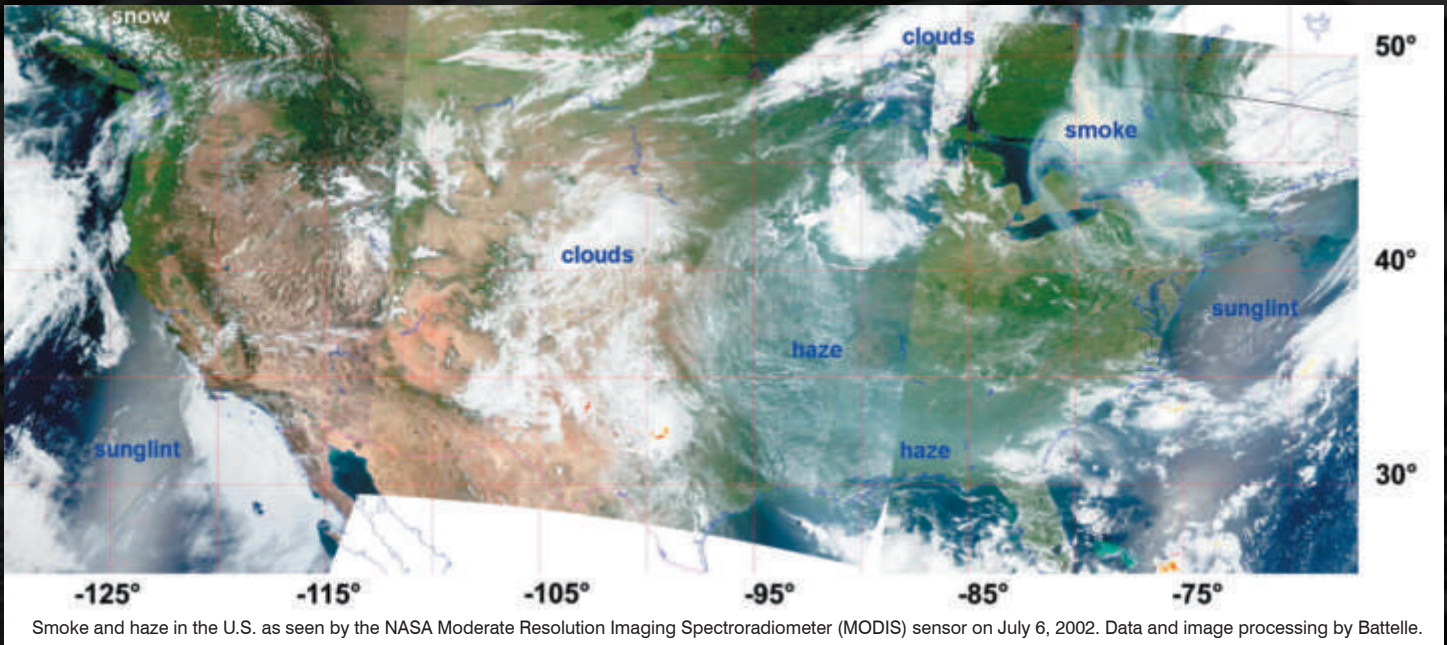 snow
clouds
50°
smoke
clouds
40°
sunglint
haze
sunglint
haze
30°
-125° -115° -105° -95° -85° -75°
Smoke and haze in the U.S. as seen by the NASA Moderate Resolution Imaging Spectroradiometer (MODIS) sensor on July 6, 2002. Data and image processing by Battelle.